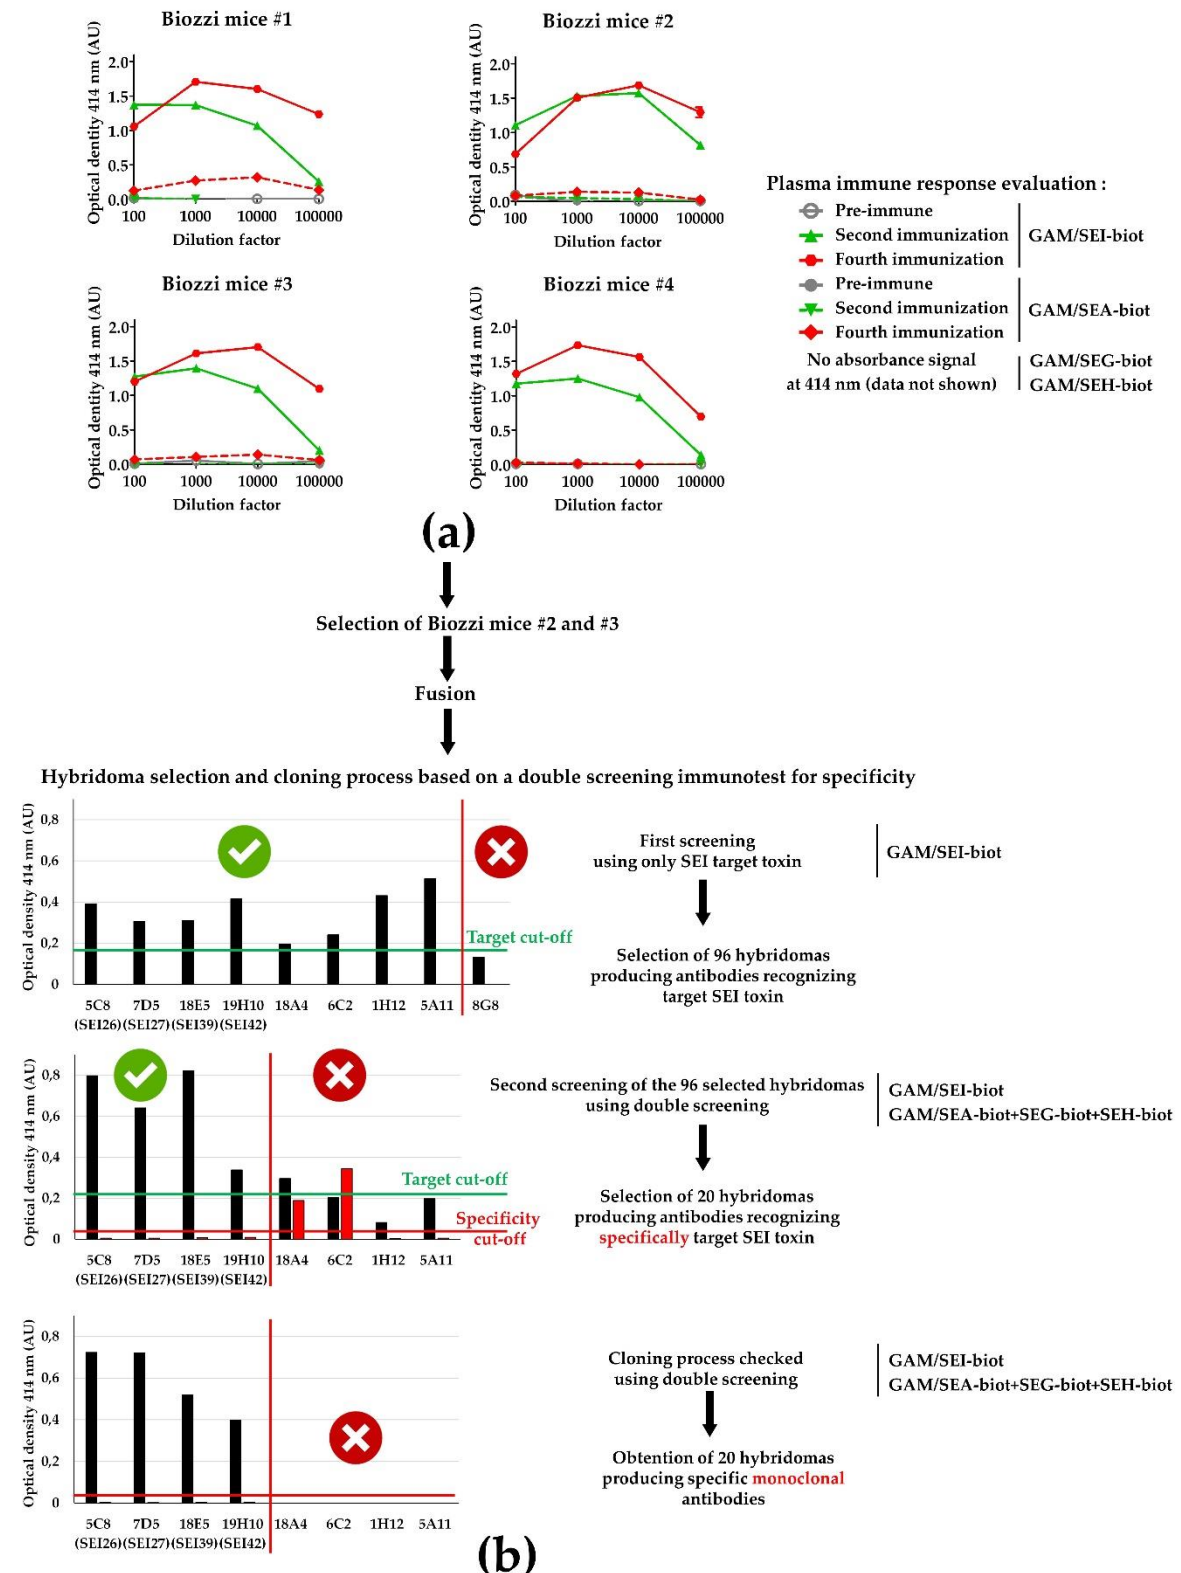 Biozzi mice #1
Optical dentity 414 nm (AU)
2.0
1.5
1.0
0.5
0.0
100 1000 10000 100000
Dilution factor
Biozzi mice #2
Optical dentity 414 nm (AU)
2.0
1.5
1.0
0.5
0.0
100 1000 10000 100000
Dilution factor
Biozzi mice #3
Optical dentity 414 nm (AU)
2.0
1.5
1.0
0.5
0.0
100 1000 10000 100000
Dilution factor
Biozzi mice #4
Optical dentity 414 nm (AU)
2.0
1.5
1.0
0.5
0.0
100 1000 10000 100000
Dilution factor
Plasma immune response evaluation :
Pre-immune
Second immunization GAM/SEI-biot
Fourth immunization
Pre-immune
Second immunization GAM/SEA-biot
Fourth immunization
No absorbance signal GAM/SEG-biot
at 414 nm (data not shown) GAM/SEH-biot
(a)
Selection of Biozzi mice #2 and #3
Fusion
Hybridoma selection and cloning process based on a double screening immunotest for specificity
Optical density 414 nm (AU)
0,8
0,6
0,4
0,2
0
Target cut-off
5C8 7D5 18E5 19H10 18A4 6C2 1H12 5A11 8G8
(SEI26) (SEI27) (SEI39) (SEI42)
First screening
using only SEI target toxin
GAM/SEI-biot
Selection of 96 hybridomas
producing antibodies recognizing
target SEI toxin
Optical density 414 nm (AU)
0,8
0,6
0,4
0,2
0
Target cut-off
Specificity
cut-off
5C8 7D5 18E5 19H10 18A4 6C2 1H12 5A11
(SEI26) (SEI27) (SEI39) (SEI42)
Second screening of the 96 selected hybridomas
using double screening
GAM/SEI-biot
GAM/SEA-biot+SEG-biot+SEH-biot
Selection of 20 hybridomas
producing antibodies recognizing
specifically target SEI toxin
Optical density 414 nm (AU)
0,8
0,6
0,4
0,2
0
5C8 7D5 18E5 19H10 18A4 6C2 1H12 5A11
(SEI26) (SEI27) (SEI39) (SEI42)
Cloning process checked
using double screening
GAM/SEI-biot
GAM/SEA-biot+SEG-biot+SEH-biot
Obtention of 20 hybridomas
producing specific monoclonal
antibodies
(b)